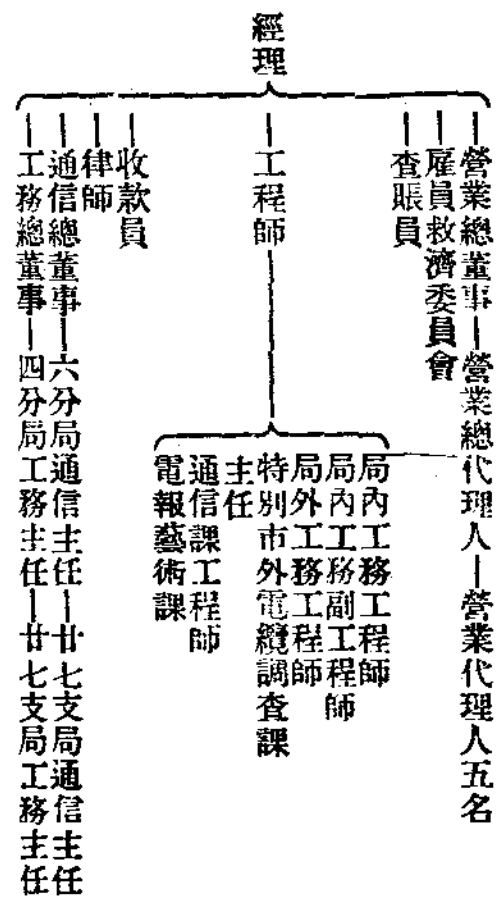 經理
營業總董事 營業總代理人 營業代理人五名
雇員救濟委員會
查賬員
工程師
局內工務工程師
局內工務副工程師
局外工務工程師
特別市外電纜調查課
主任
通信課工程師
電報藝術課
收款員
律師
通信總董事 六分局通信主任 廿七支局通信主任
工務總董事 四分局工務主任 廿七支局工務主任